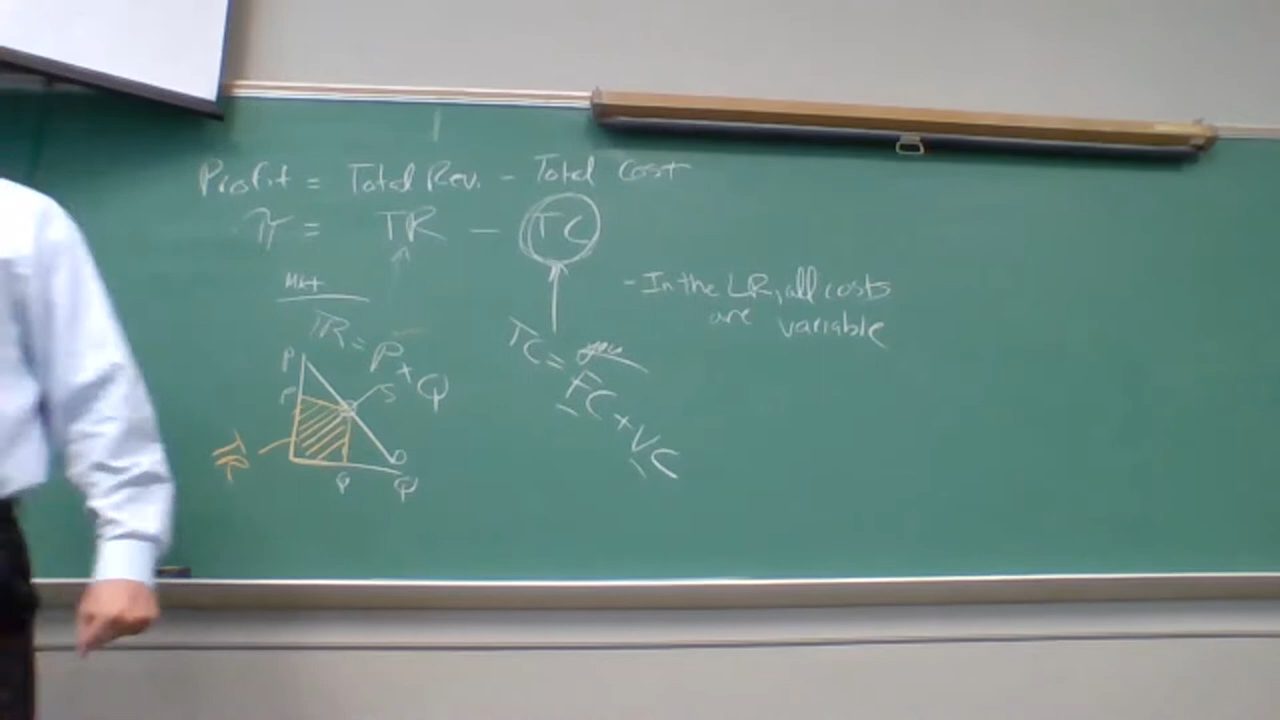 Profit = Total Rev. - Total Cost
π = TR - TC
Mkt
TR = P x Q
P
P
S
D
Q
Q
TR
TC =
FC + VC
- In the LR, all costs
are variable